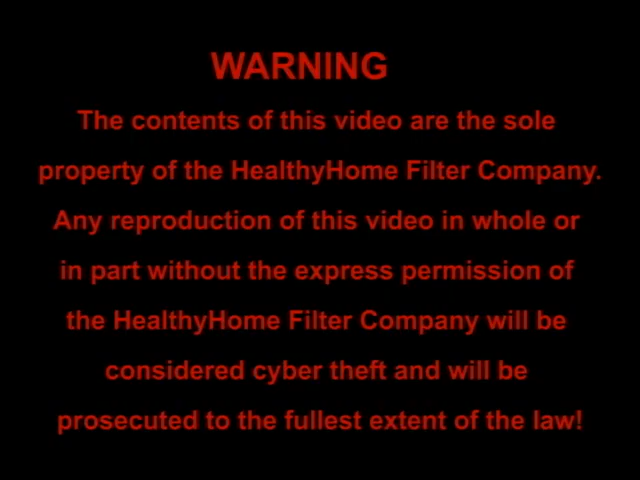 WARNING
The contents of this video are the sole
property of the HealthyHome Filter Company.
Any reproduction of this video in whole or
in part without the express permission of
the HealthyHome Filter Company will be
considered cyber theft and will be
prosecuted to the fullest extent of the law!